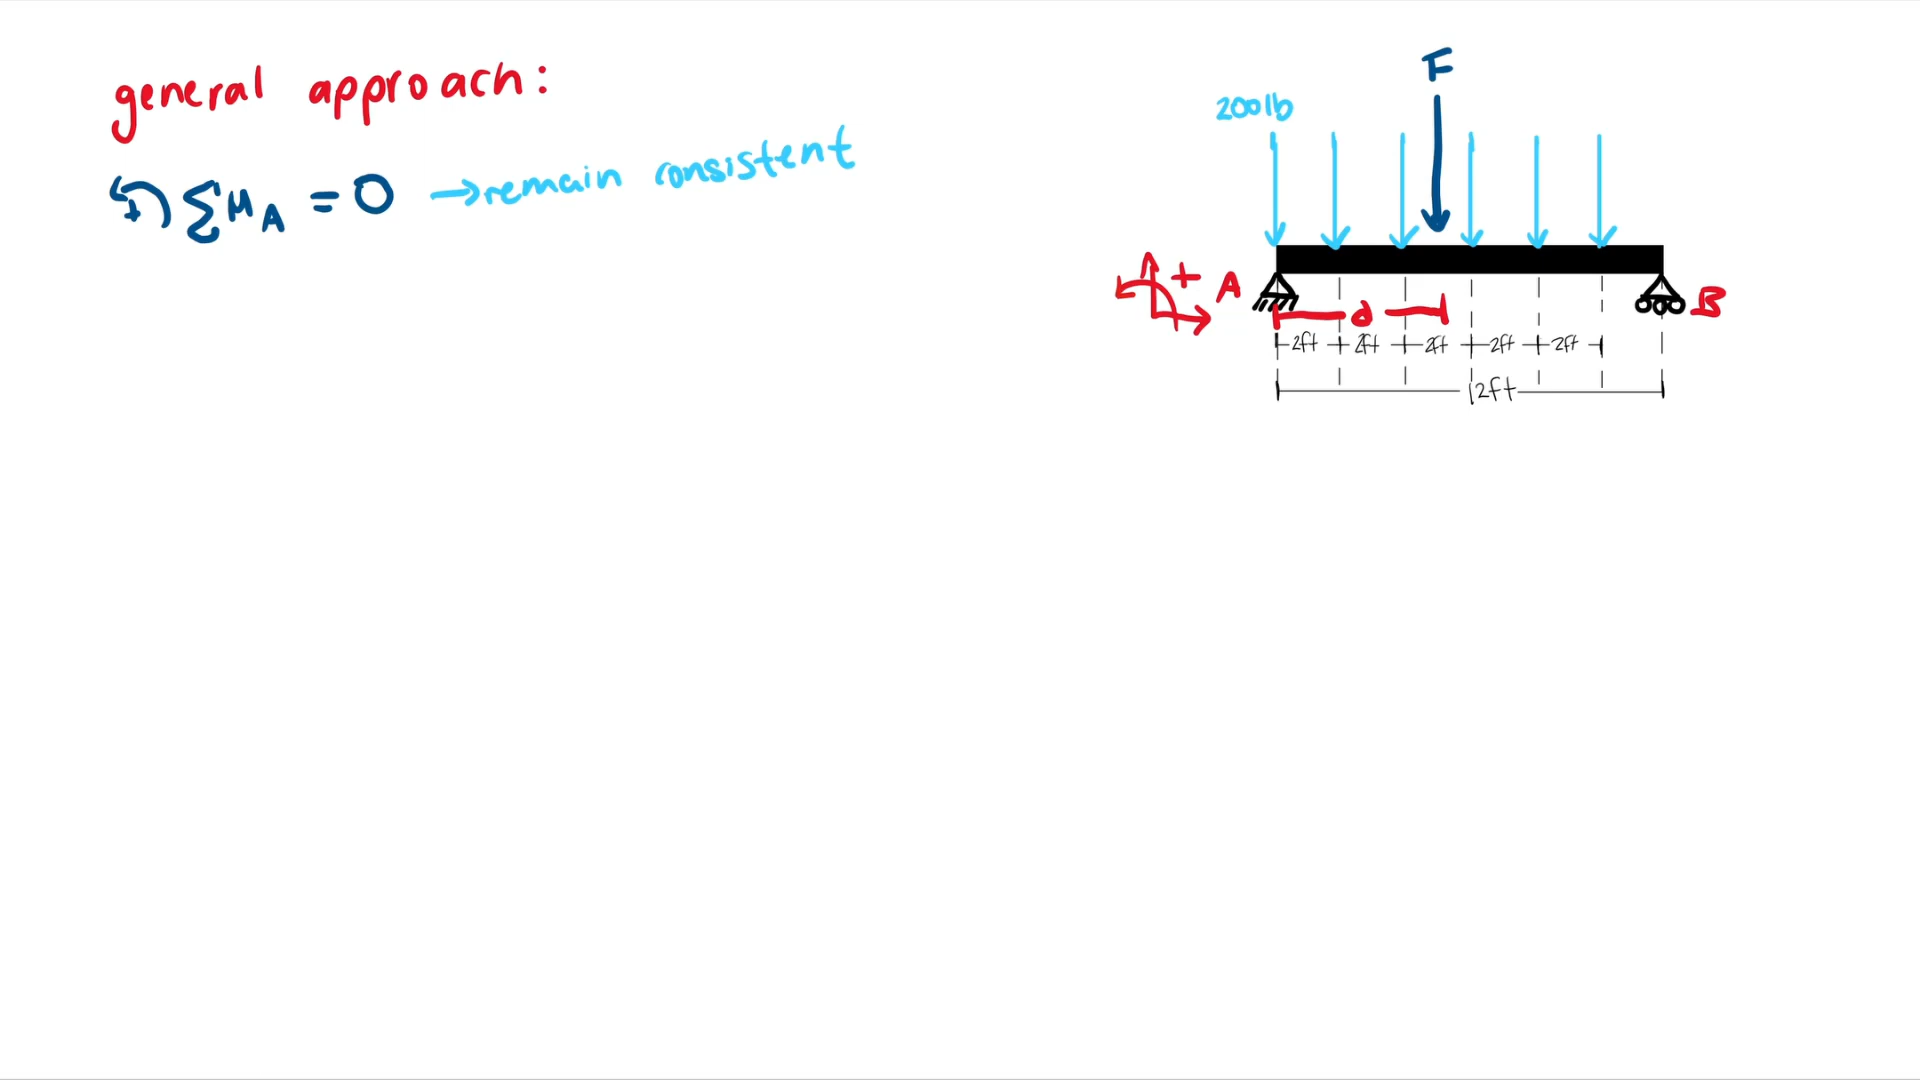 general approach:
+ ΣM_A = 0 → remain consistent
F
200lb
+ A
B
d
2ft 2ft 2ft 2ft 2ft
12ft